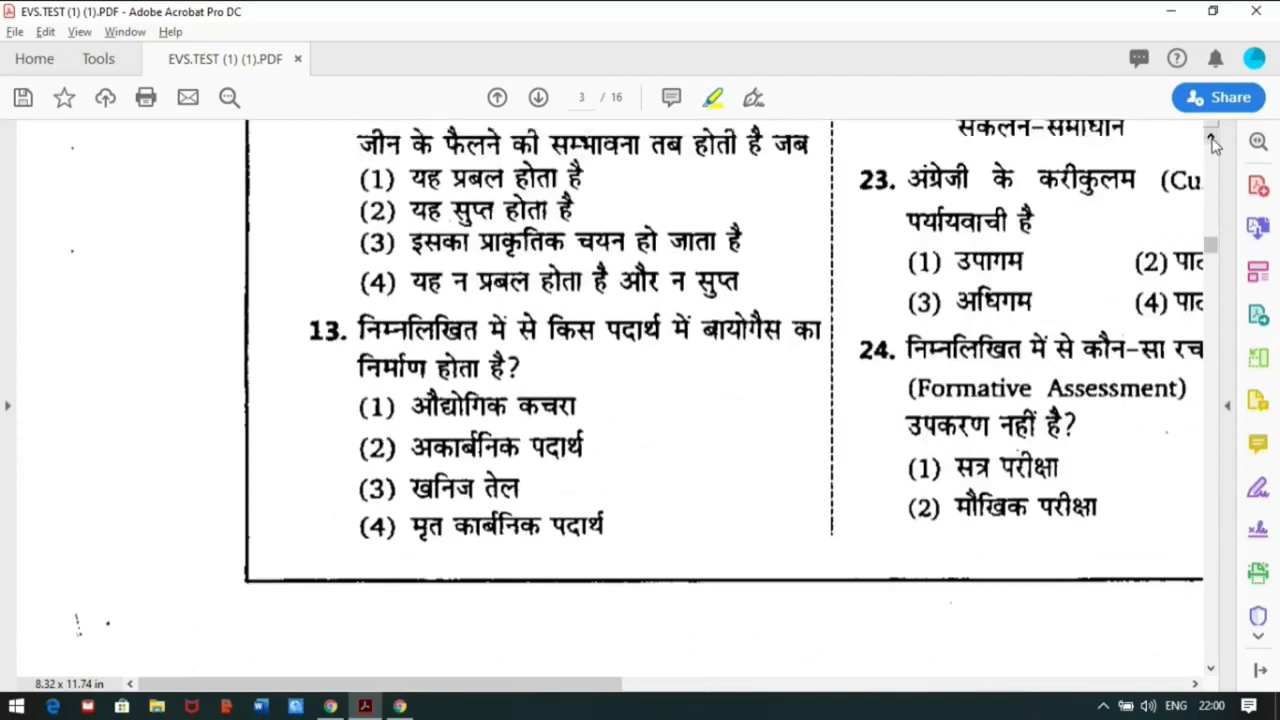 EVS.TEST (1) (1).PDF - Adobe Acrobat Pro DC
File Edit View Window Help
Home Tools EVS.TEST (1) (1).PDF
3 / 16
Share
जीन के फैलने की सम्भावना तब होती है जब
(1) यह प्रबल होता है
(2) यह सुप्त होता है
(3) इसका प्राकृतिक चयन हो जाता है
(4) यह न प्रबल होता है और न सुप्त
13. निम्नलिखित में से किस पदार्थ में बायोगैस का
निर्माण होता है?
(1) औद्योगिक कचरा
(2) अकार्बनिक पदार्थ
(3) खनिज तेल
(4) मृत कार्बनिक पदार्थ
संकलन-समाधान
23. अंग्रेजी के करीकुलम (Cu
पर्यायवाची है
(1) उपागम (2) पाठ
(3) अधिगम (4) पाठ
24. निम्नलिखित में से कौन-सा रच
(Formative Assessment)
उपकरण नहीं है?
(1) सत्र परीक्षा
(2) मौखिक परीक्षा
8.32 x 11.74 in
ENG 22:00